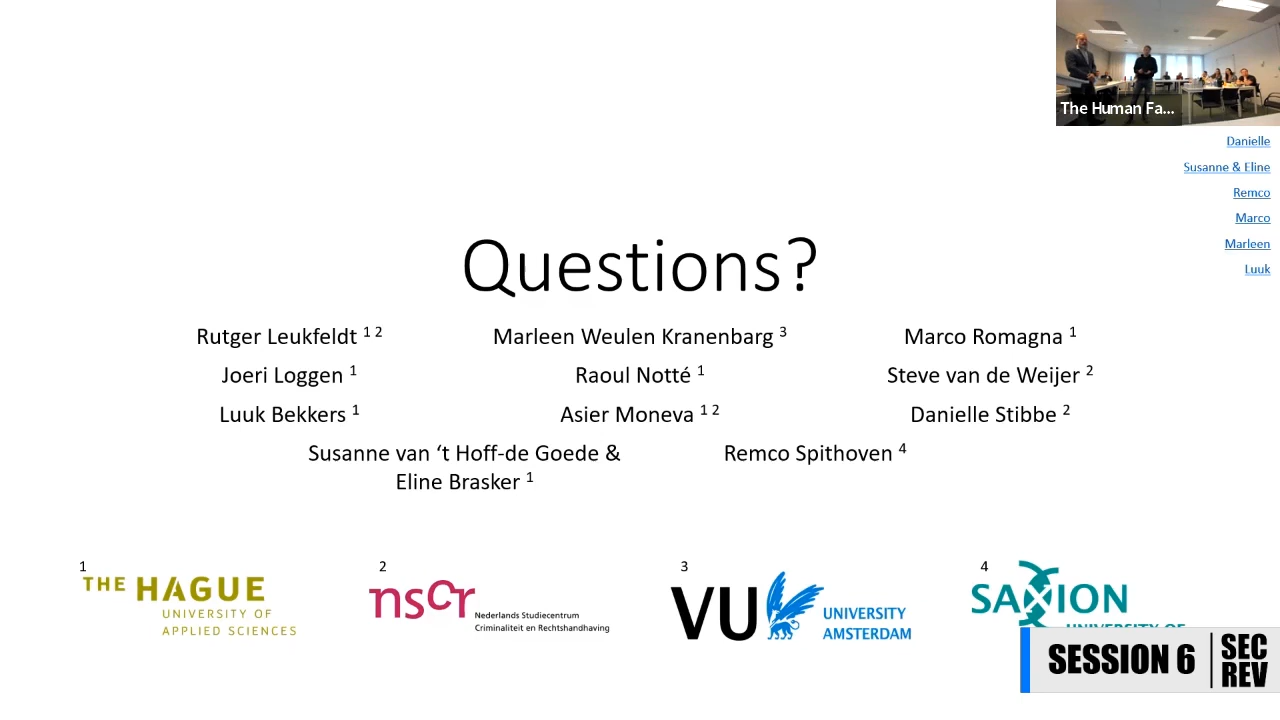 The Human Fa...
Danielle
Susanne & Eline
Remco
Marco
Marleen
Luuk
Questions?
Rutger Leukfeldt 1 2
Marleen Weulen Kranenbarg 3
Marco Romagna 1
Joeri Loggen 1
Raoul Notté 1
Steve van de Weijer 2
Luuk Bekkers 1
Asier Moneva 1 2
Danielle Stibbe 2
Susanne van ‘t Hoff-de Goede &
Eline Brasker 1
Remco Spithoven 4
1
THE HAGUE
UNIVERSITY OF
APPLIED SCIENCES
2
nscr
Nederlands Studiecentrum
Criminaliteit en Rechtshandhaving
3
VU
UNIVERSITY
AMSTERDAM
4
SAXION
UNIVERSITY OF
SESSION 6
SEC
REV